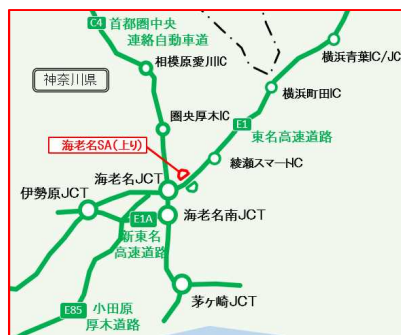 C4
首都圏中央
連絡自動車道
横浜青葉IC/JC
相模原愛川IC
神奈川県
横浜町田IC
圏央厚木IC
E1
東名高速道路
海老名SA(上り)
綾瀬スマートIC
海老名JCT
伊勢原JCT
E1A
海老名南JCT
新東名
高速道路
茅ヶ崎JCT
E85
小田原
厚木道路